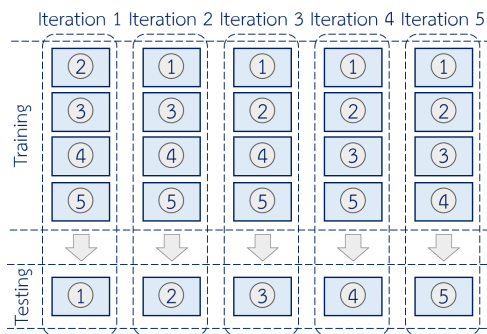 Iteration 1 Iteration 2 Iteration 3 Iteration 4 Iteration 5
Training
2 1 1 1 1
3 3 2 2 2
4 4 4 3 3
5 5 5 5 4
Testing
1 2 3 4 5